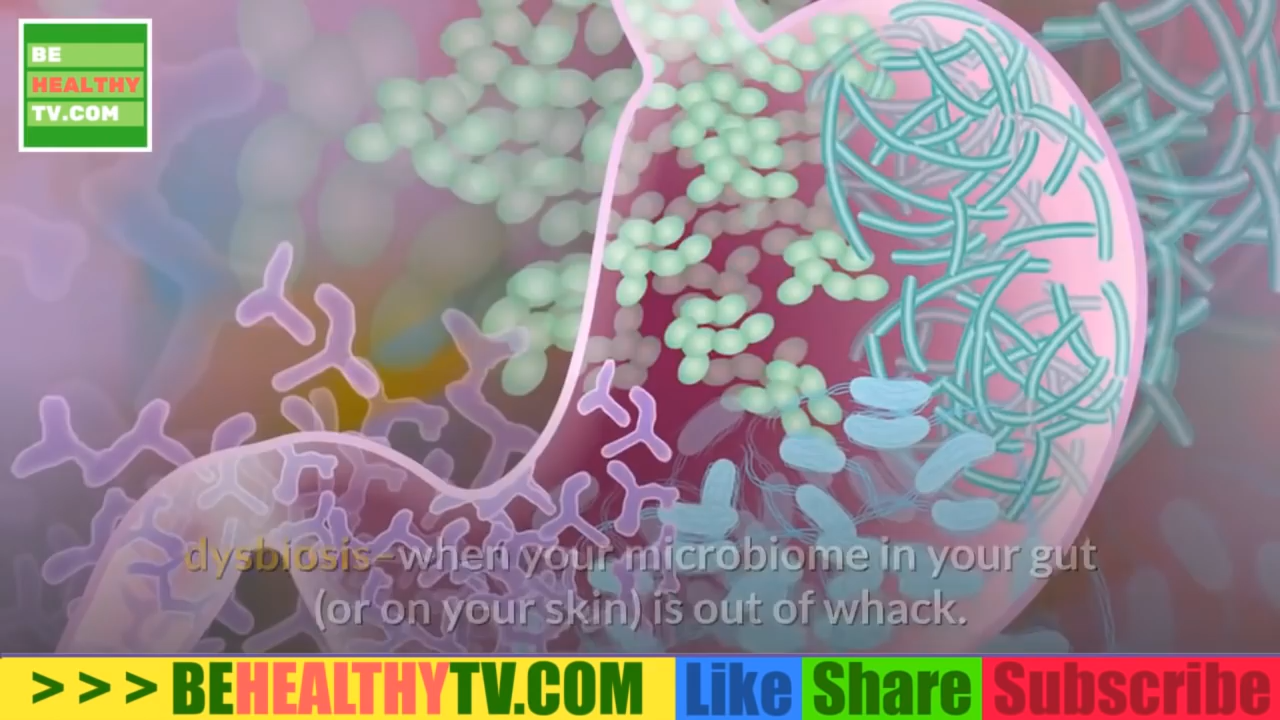 BE
HEALTHY
TV.COM
dysbiosis–when your microbiome in your gut
(or on your skin) is out of whack.
> > > BEHEALTHYTV.COM Like Share Subscribe